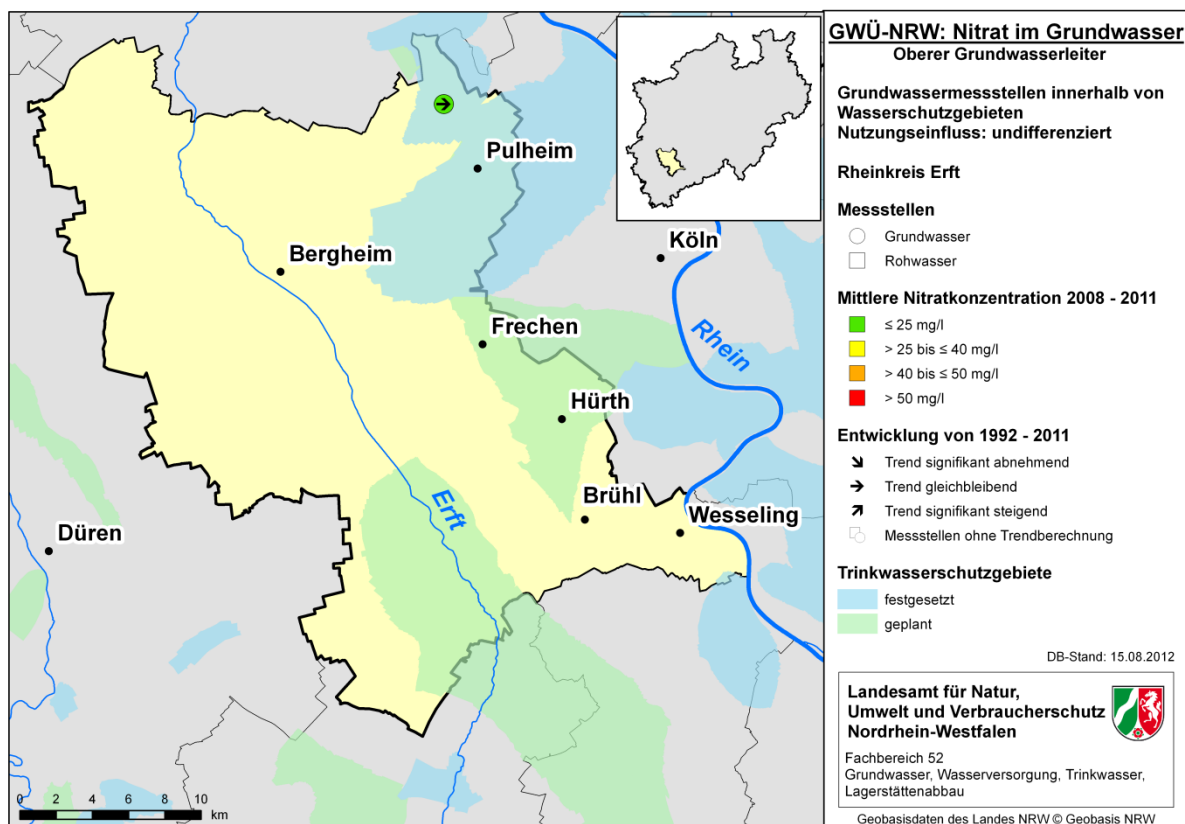 Pulheim
Bergheim
Köln
Frechen
Rhein
Hürth
Erft
Brühl
Wesseling
Düren
0 2 4 6 8 10
km
GWÜ-NRW: Nitrat im Grundwasser
Oberer Grundwasserleiter
Grundwassermessstellen innerhalb von
Wasserschutzgebieten
Nutzungseinfluss: undifferenziert
Rheinkreis Erft
Messstellen
Grundwasser
Rohwasser
Mittlere Nitratkonzentration 2008 - 2011
≤ 25 mg/l
> 25 bis ≤ 40 mg/l
> 40 bis ≤ 50 mg/l
> 50 mg/l
Entwicklung von 1992 - 2011
Trend signifikant abnehmend
Trend gleichbleibend
Trend signifikant steigend
Messstellen ohne Trendberechnung
Trinkwasserschutzgebiete
festgesetzt
geplant
DB-Stand: 15.08.2012
Landesamt für Natur,
Umwelt und Verbraucherschutz
Nordrhein-Westfalen
Fachbereich 52
Grundwasser, Wasserversorgung, Trinkwasser,
Lagerstättenabbau
Geobasisdaten des Landes NRW © Geobasis NRW